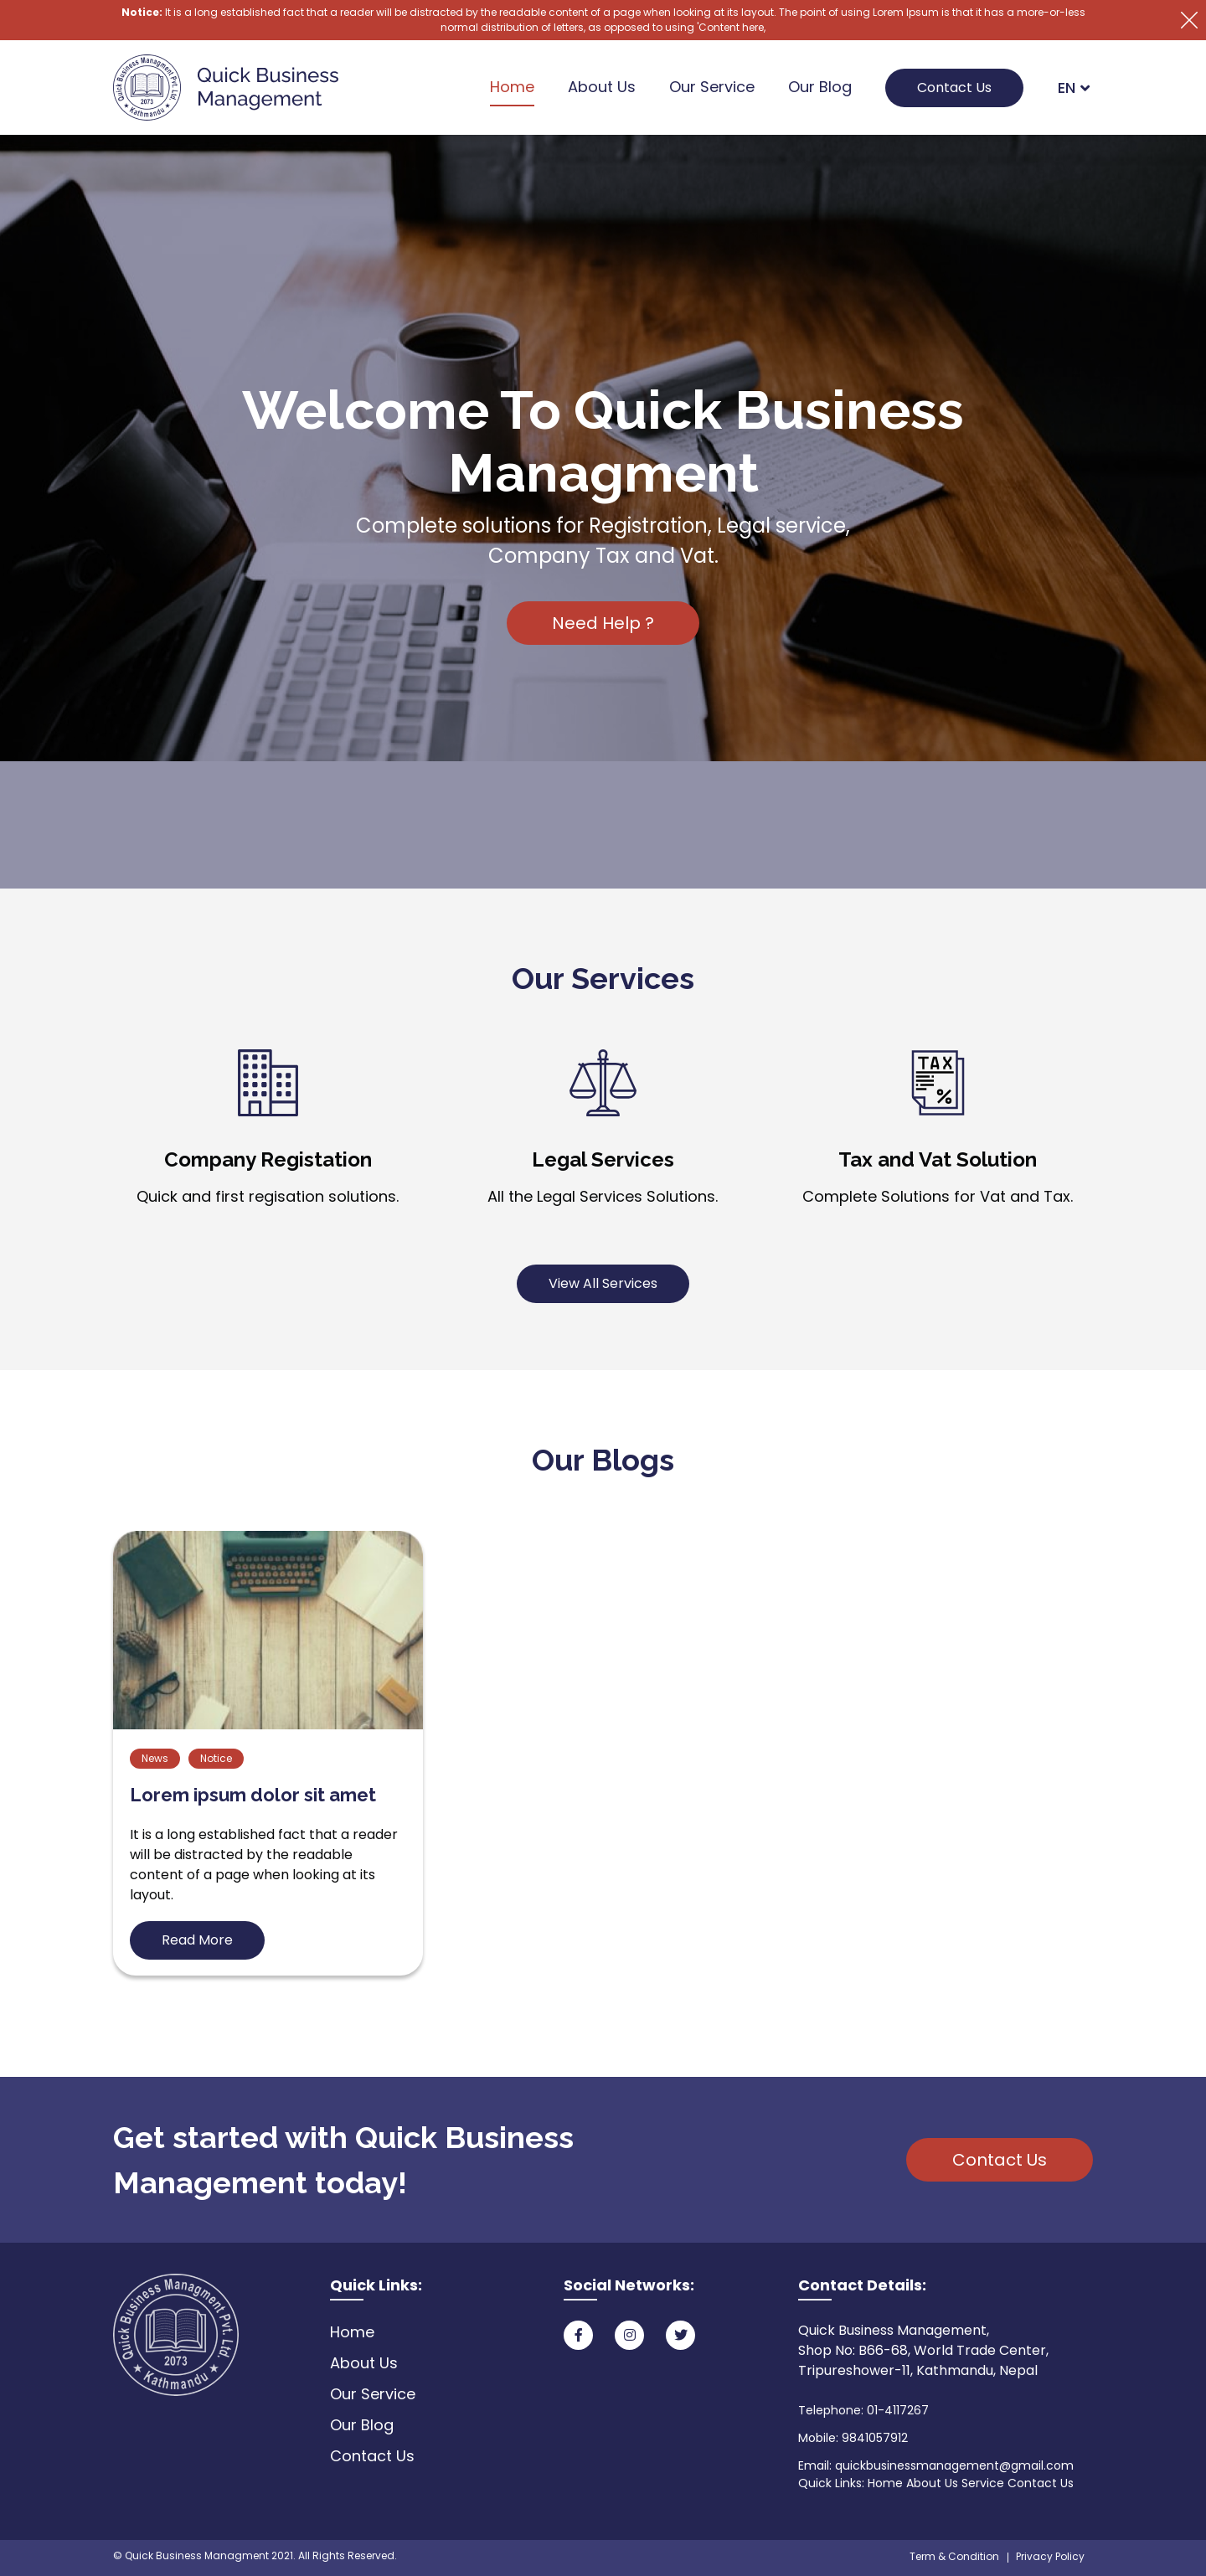 Notice: It is a long established fact that a reader will be distracted by the readable content of a page when looking at its layout. The point of using Lorem Ipsum is that it has a more-or-less
normal distribution of letters, as opposed to using 'Content here,
Quick Business Managment Pvt. Ltd.
2073
Kathmandu
Quick Business
Management
Home
About Us
Our Service
Our Blog
Contact Us
EN
Welcome To Quick Business
Managment
Complete solutions for Registration, Legal service,
Company Tax and Vat.
Need Help ?
Our Services
TAX
Company Registation
Legal Services
Tax and Vat Solution
Quick and first regisation solutions.
All the Legal Services Solutions.
Complete Solutions for Vat and Tax.
View All Services
Our Blogs
News
Notice
Lorem ipsum dolor sit amet
It is a long established fact that a reader
will be distracted by the readable
content of a page when looking at its
layout.
Read More
Get started with Quick Business
Management today!
Contact Us
Quick Business Managment Pvt. Ltd.
2073
Kathmandu
Quick Links:
Home
About Us
Our Service
Our Blog
Contact Us
Social Networks:
Contact Details:
Quick Business Management,
Shop No: B66-68, World Trade Center,
Tripureshower-11, Kathmandu, Nepal
Telephone: 01-4117267
Mobile: 9841057912
Email: quickbusinessmanagement@gmail.com
Quick Links: Home About Us Service Contact Us
© Quick Business Managment 2021. All Rights Reserved.
Term & Condition | Privacy Policy